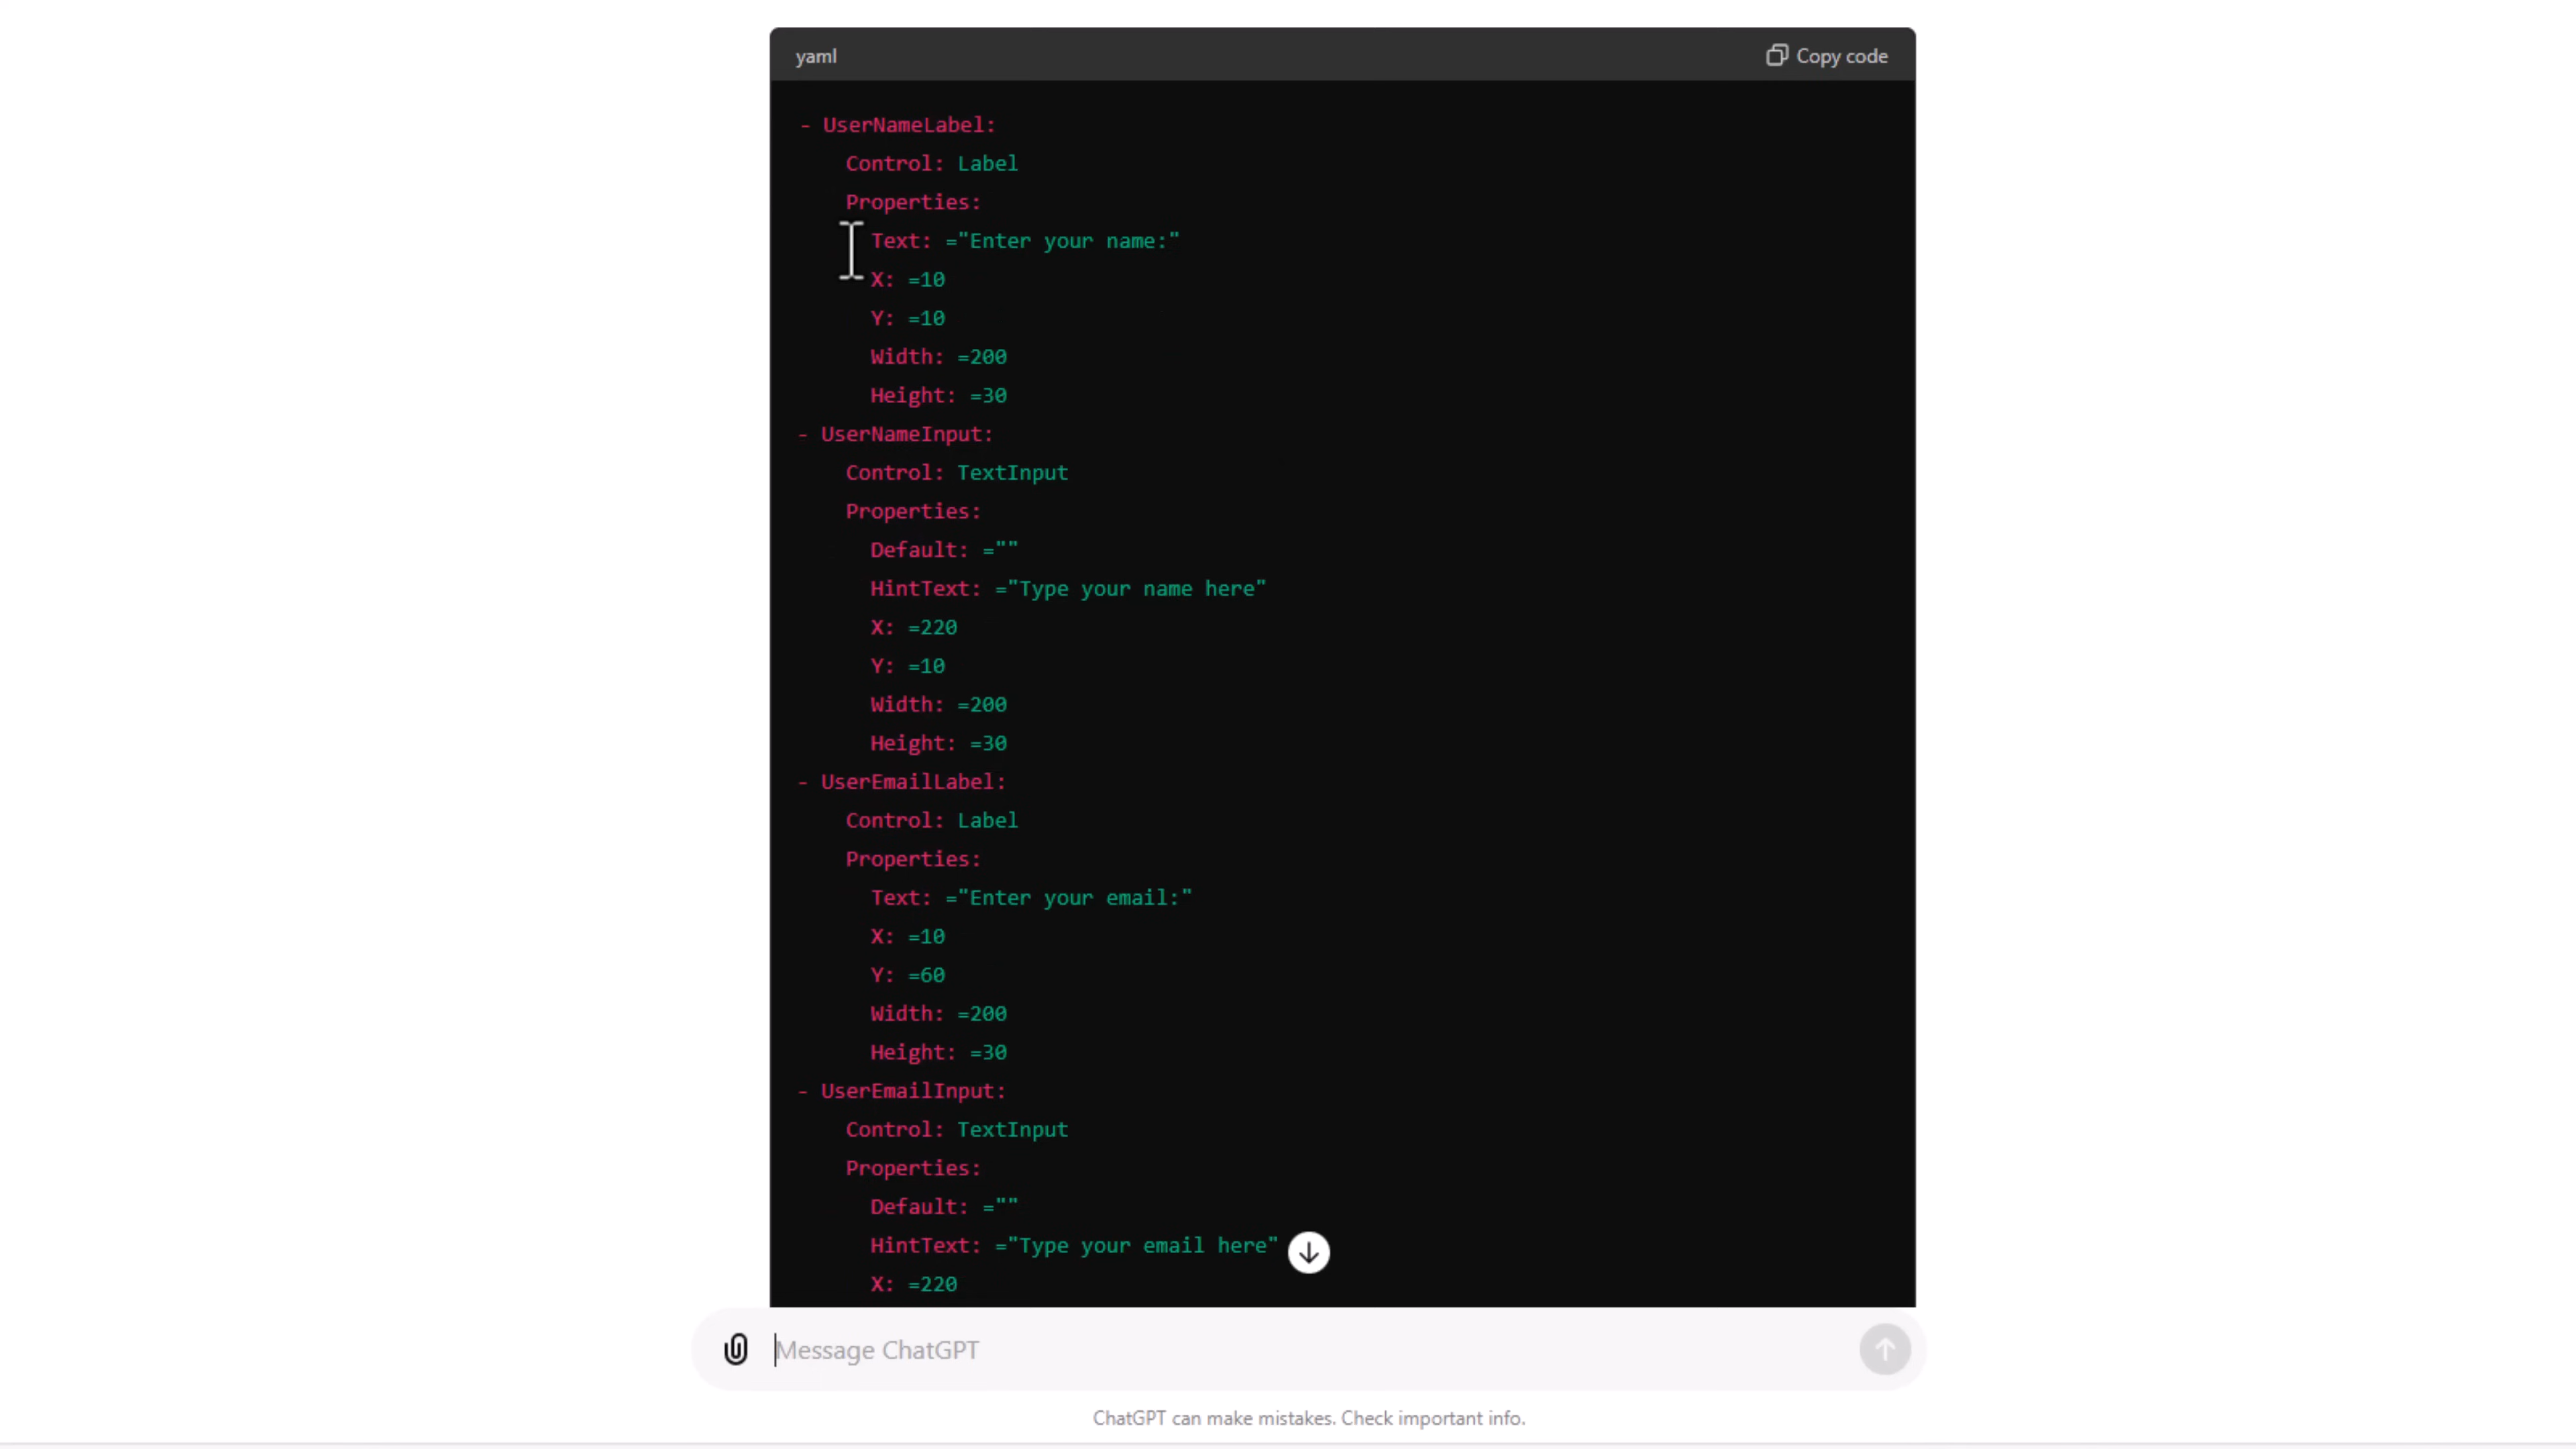 yaml
Copy code
- UserNameLabel:
Control: Label
Properties:
Text: ="Enter your name:"
X: =10
Y: =10
Width: =200
Height: =30
- UserNameInput:
Control: TextInput
Properties:
Default: =""
HintText: ="Type your name here"
X: =220
Y: =10
Width: =200
Height: =30
- UserEmailLabel:
Control: Label
Properties:
Text: ="Enter your email:"
X: =10
Y: =60
Width: =200
Height: =30
- UserEmailInput:
Control: TextInput
Properties:
Default: =""
HintText: ="Type your email here"
X: =220
Message ChatGPT
ChatGPT can make mistakes. Check important info.